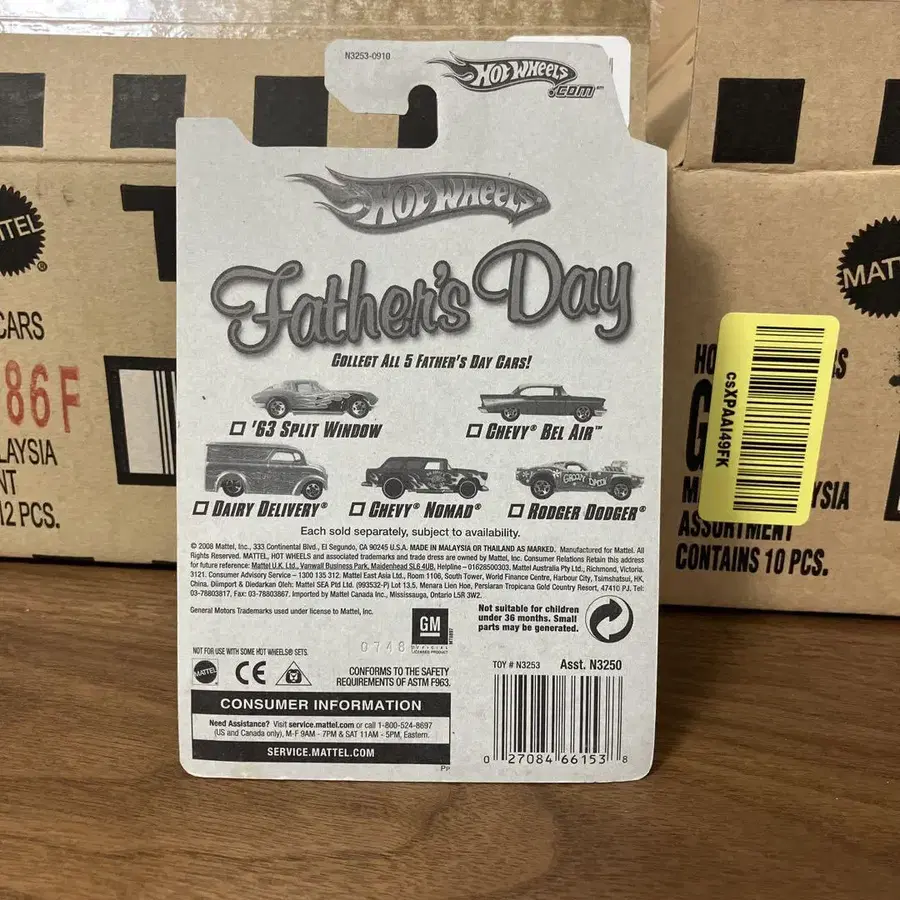 N3253-0910
HOT WHEELS
.COM™
HOT WHEELS®
Father's Day
COLLECT ALL 5 FATHER'S DAY CARS!
☐ '63 SPLIT WINDOW
☐ CHEVY® BEL AIR™
GROOVY
☐ DAIRY DELIVERY®
☐ CHEVY® NOMAD®
☐ RODGER DODGER®
Each sold separately, subject to availability.
© 2008 Mattel, Inc., 333 Continental Blvd., El Segundo, CA 90245 U.S.A. MADE IN MALAYSIA OR THAILAND AS MARKED. Manufactured for Mattel. All
Rights Reserved. MATTEL, HOT WHEELS and associated trademarks and trade dress are owned by Mattel, Inc. Consumer Relations Retain this address
for future reference: Mattel U.K. Ltd., Vanwall Business Park, Maidenhead SL6 4UB. Helpline – 01628500303. Mattel Australia Pty Ltd., Richmond, Victoria.
3121. Consumer Advisory Service – 1300 135 312. Mattel East Asia Ltd., Room 1106, South Tower, World Finance Centre, Harbour City, Tsimshatsui, HK,
China. Diimport & Diedarkan Oleh: Mattel SEA Ptd Ltd. (993532-P) Lot 13.5, Menara Lien Hoe, Persiaran Tropicana Gold Country Resort, 47410 PJ. Tel:
03-78803817, Fax: 03-78803867. Imported by Mattel Canada Inc., Mississauga, Ontario L5R 3W2.
General Motors Trademarks used under license to Mattel, Inc.
Not suitable for children
under 36 months. Small
parts may be generated.
GM
OFFICIAL
LICENSED PRODUCT
0748
NOT FOR USE WITH SOME HOT WHEELS® SETS.
MATTEL
CE
CONFORMS TO THE SAFETY
REQUIREMENTS OF ASTM F963.
TOY # N3253 Asst. N3250
CONSUMER INFORMATION
Need Assistance? Visit service.mattel.com or call 1-800-524-8697
(US and Canada only), M-F 9AM - 7PM & SAT 11AM - 5PM, Eastern.
SERVICE.MATTEL.COM
PP
0 27084 66153 8
TTEL
®
CARS
86F
LAYSIA
NT
12 PCS.
MAT
HO
S
G
csXPAAI49FK
M
YSIA
ASSORTMENT
CONTAINS 10 PCS.